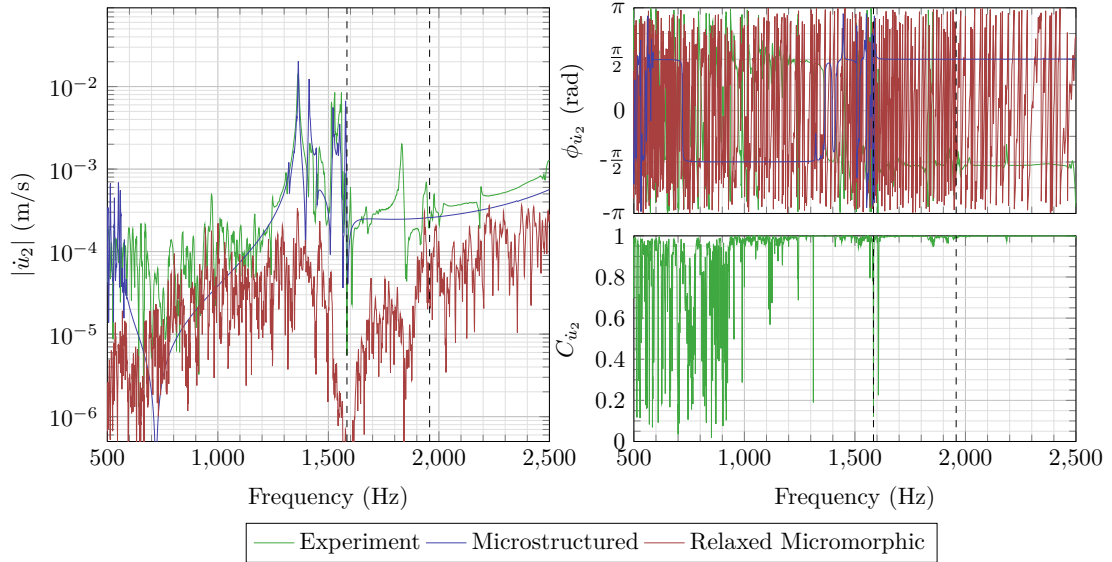 10⁻²
10⁻³
10⁻⁴
10⁻⁵
10⁻⁶
|u̇₂| (m/s)
500 1,000 1,500 2,000 2,500
Frequency (Hz)
π
π/2
0
-π/2
-π
ϕu̇₂ (rad)
1
0.8
0.6
0.4
0.2
0
Cu̇₂
500 1,000 1,500 2,000 2,500
Frequency (Hz)
Experiment Microstructured Relaxed Micromorphic